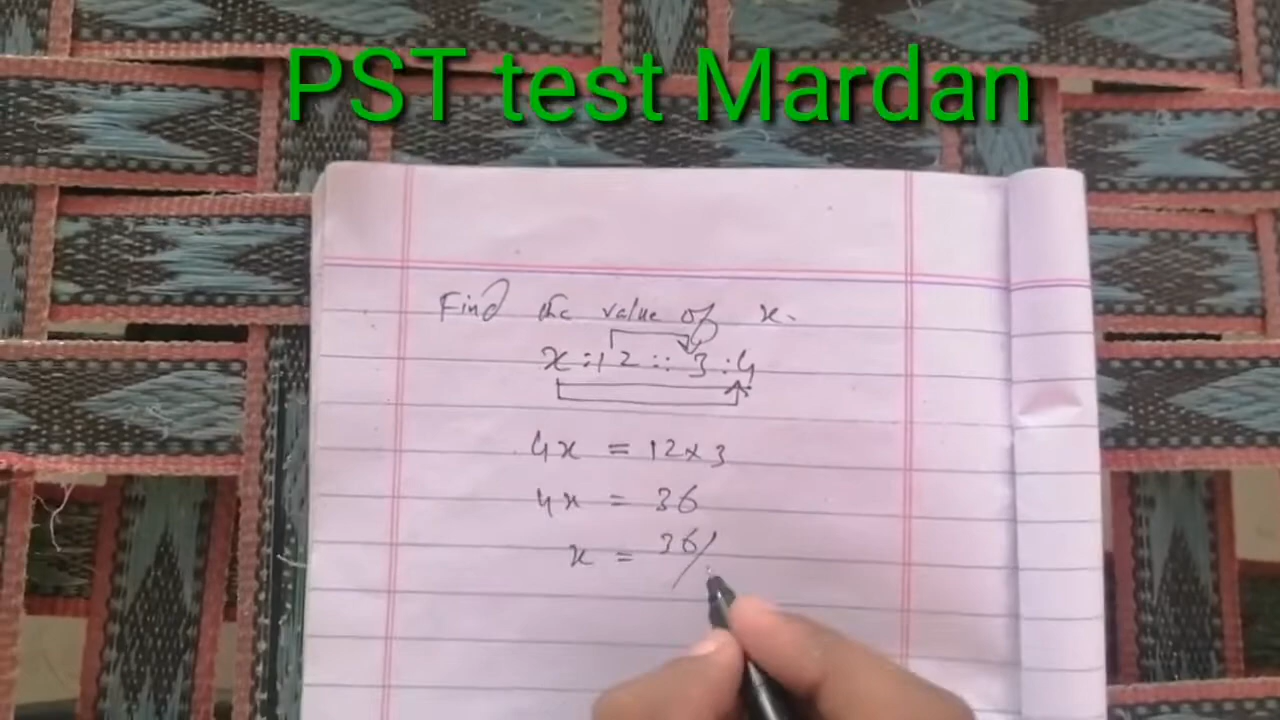 PST test Mardan
Find the value of x.
x : 12 :: 3 : 4
4x = 12 x 3
4x = 36
x = 36/